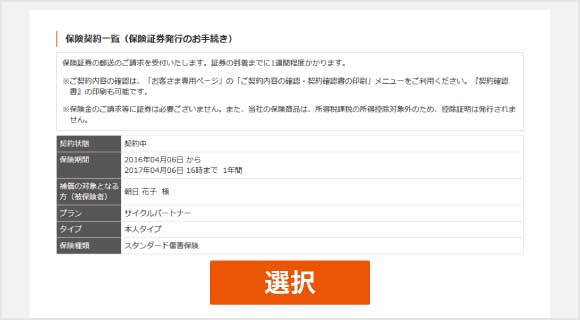 保険契約一覧（保険証券発行のお手続き）
保険証券の郵送のご請求を受付いたします。証券の到着までに1週間程度かかります。
※ご契約内容の確認は、「お客さま専用ページ」の「ご契約内容の確認・契約確認書の印刷」メニューをご利用ください。『契約確認
書』の印刷も可能です。
※保険金のご請求等に証券は必要ございません。また、当社の保険商品は、所得税課税の所得控除対象外のため、控除証明は発行されま
せん。
契約状態 契約中
保険期間 2016年04月06日 から
2017年04月06日 16時まで 1年間
補償の対象となる
方（被保険者） 朝日 花子 様
プラン サイクルパートナー
タイプ 本人タイプ
保険種類 スタンダード傷害保険
選択